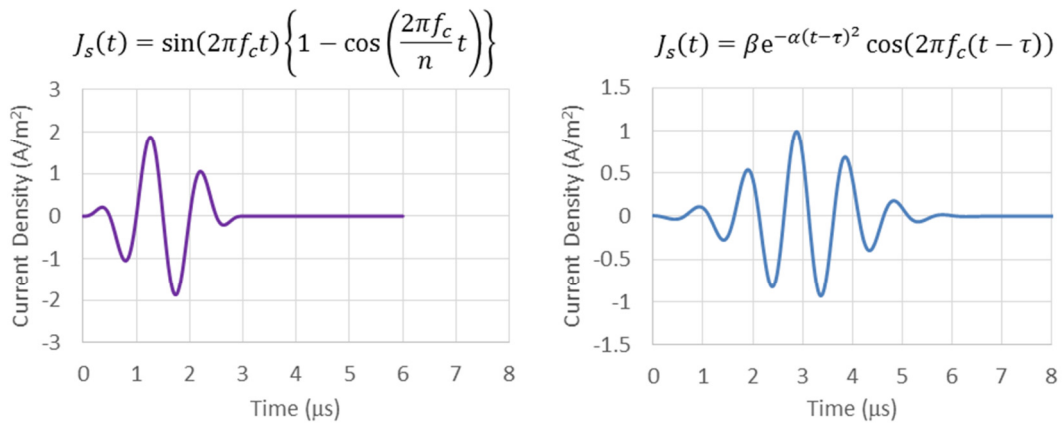 J_s(t) = sin(2πf_ct){1 − cos((2πf_c/n)t)}
3
2
1
0
-1
-2
-3
Current Density (A/m²)
0 1 2 3 4 5 6 7 8
Time (μs)
J_s(t) = βe^{−α(t−τ)²} cos(2πf_c(t − τ))
1.5
1
0.5
0
-0.5
-1
-1.5
Current Density (A/m²)
0 1 2 3 4 5 6 7 8
Time (μs)